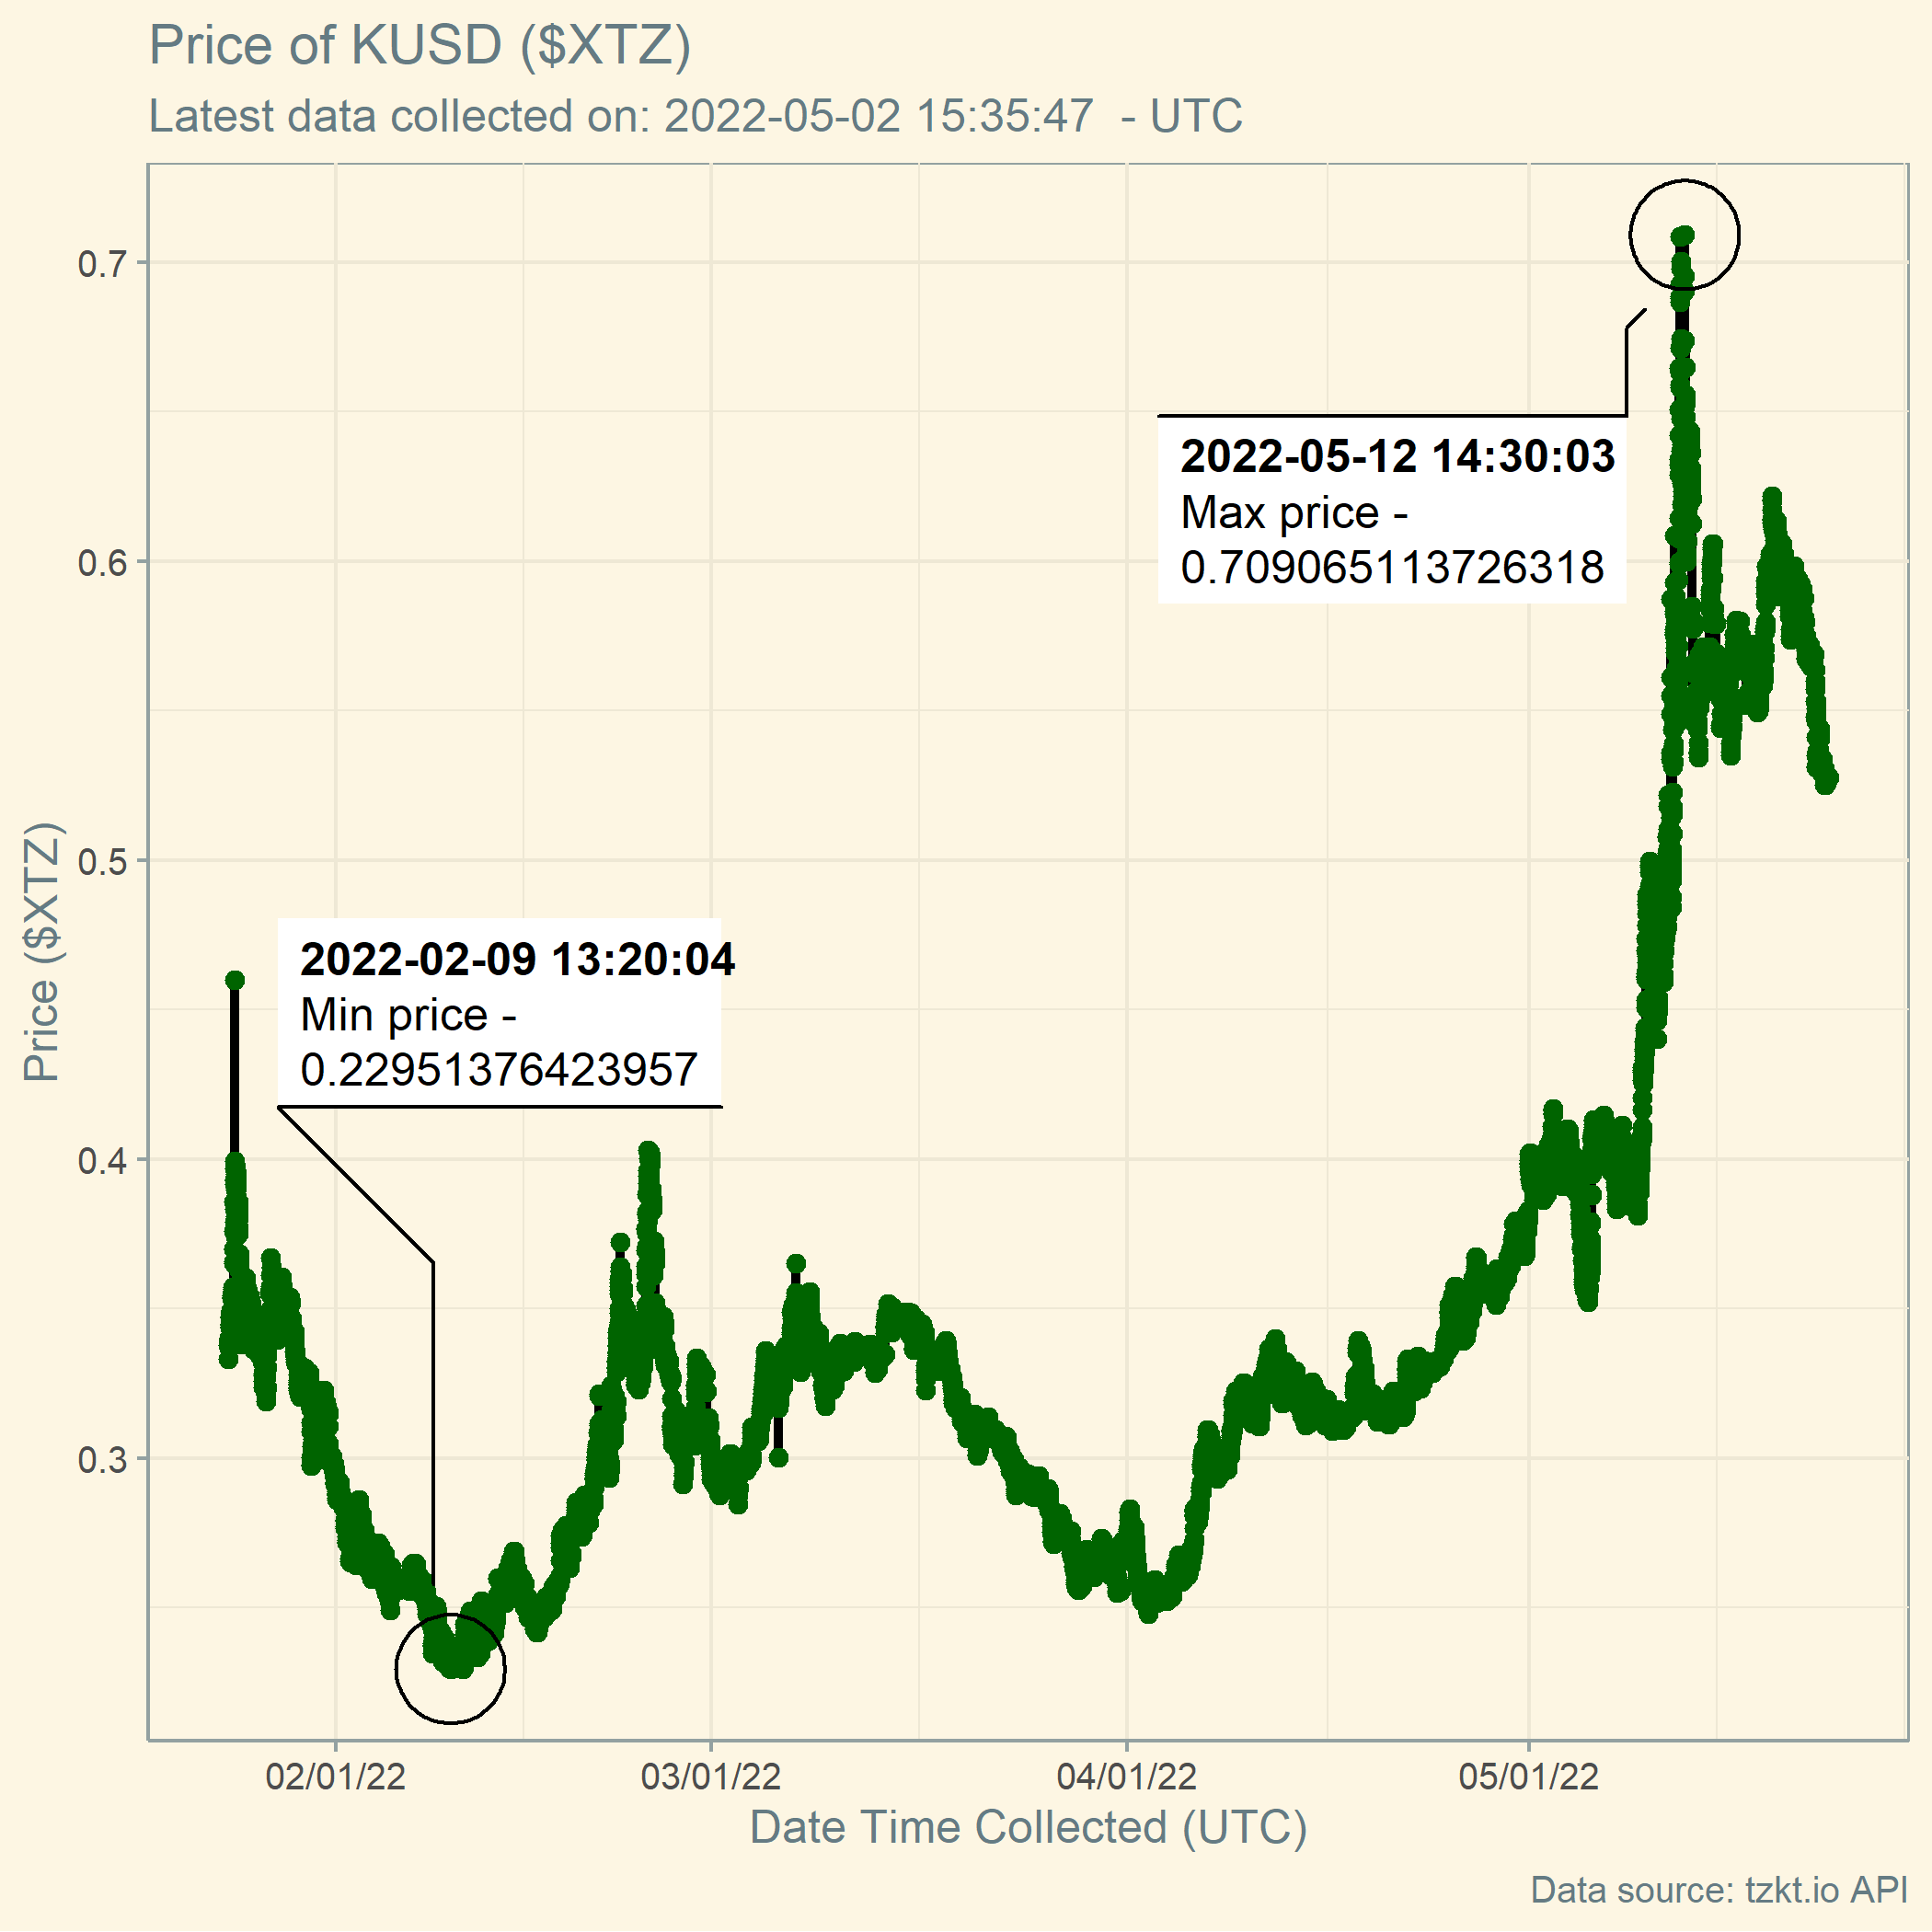 Price of KUSD ($XTZ)
Latest data collected on: 2022-05-02 15:35:47  - UTC
0.7
0.6
0.5
0.4
0.3
Price ($XTZ)
2022-05-12 14:30:03
Max price -
0.709065113726318
2022-02-09 13:20:04
Min price -
0.22951376423957
02/01/22
03/01/22
04/01/22
05/01/22
Date Time Collected (UTC)
Data source: tzkt.io API